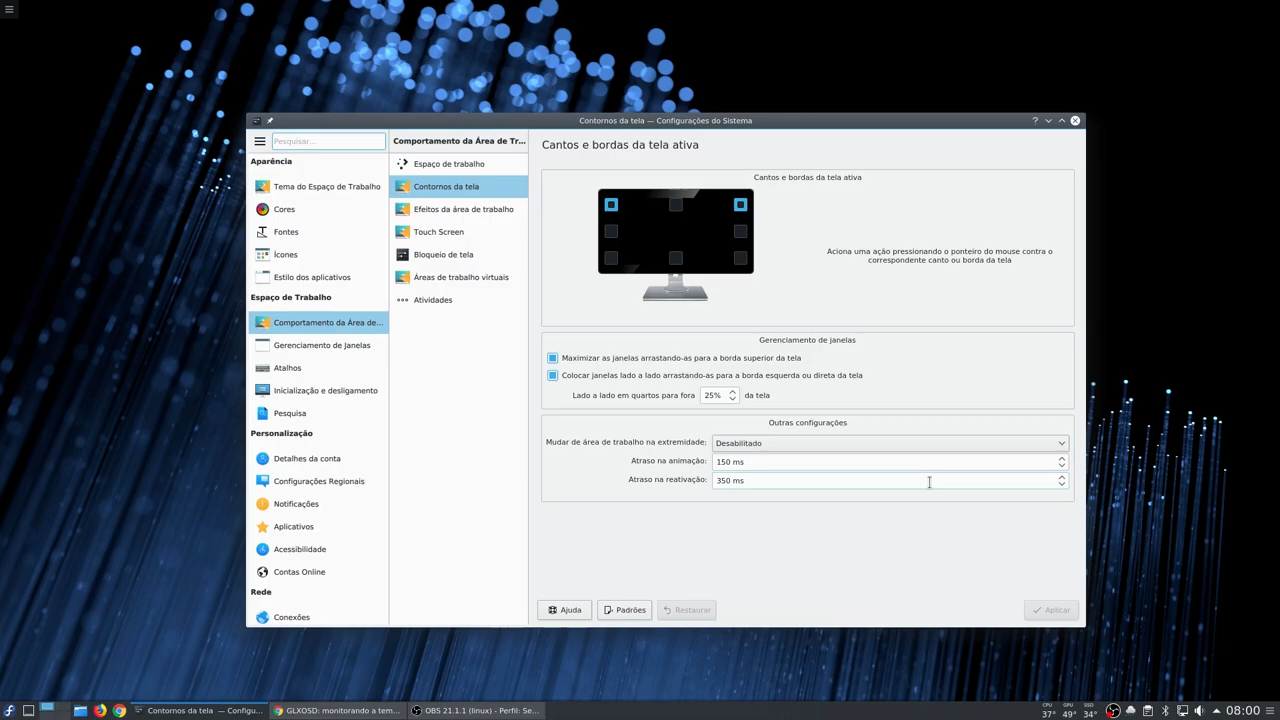 Contornos da tela — Configurações do Sistema
Pesquisar...
Aparência
Tema do Espaço de Trabalho
Cores
Fontes
Ícones
Estilo dos aplicativos
Espaço de Trabalho
Comportamento da Área de...
Gerenciamento de Janelas
Atalhos
Inicialização e desligamento
Pesquisa
Personalização
Detalhes da conta
Configurações Regionais
Notificações
Aplicativos
Acessibilidade
Contas Online
Rede
Conexões
Comportamento da Área de Tr...
Espaço de trabalho
Contornos da tela
Efeitos da área de trabalho
Touch Screen
Bloqueio de tela
Áreas de trabalho virtuais
Atividades
Cantos e bordas da tela ativa
Cantos e bordas da tela ativa
Aciona uma ação pressionando o ponteiro do mouse contra o
correspondente canto ou borda da tela
Gerenciamento de janelas
Maximizar as janelas arrastando-as para a borda superior da tela
Colocar janelas lado a lado arrastando-as para a borda esquerda ou direta da tela
Lado a lado em quartos para fora 25% da tela
Outras configurações
Mudar de área de trabalho na extremidade: Desabilitado
Atraso na animação: 150 ms
Atraso na reativação: 350 ms
Ajuda Padrões Restaurar Aplicar
Contornos da tela — Configu... GLXOSD: monitorando a tem... OBS 21.1.1 (linux) - Perfil: Se...
CPU GPU SSD
37° 49° 34° 08:00